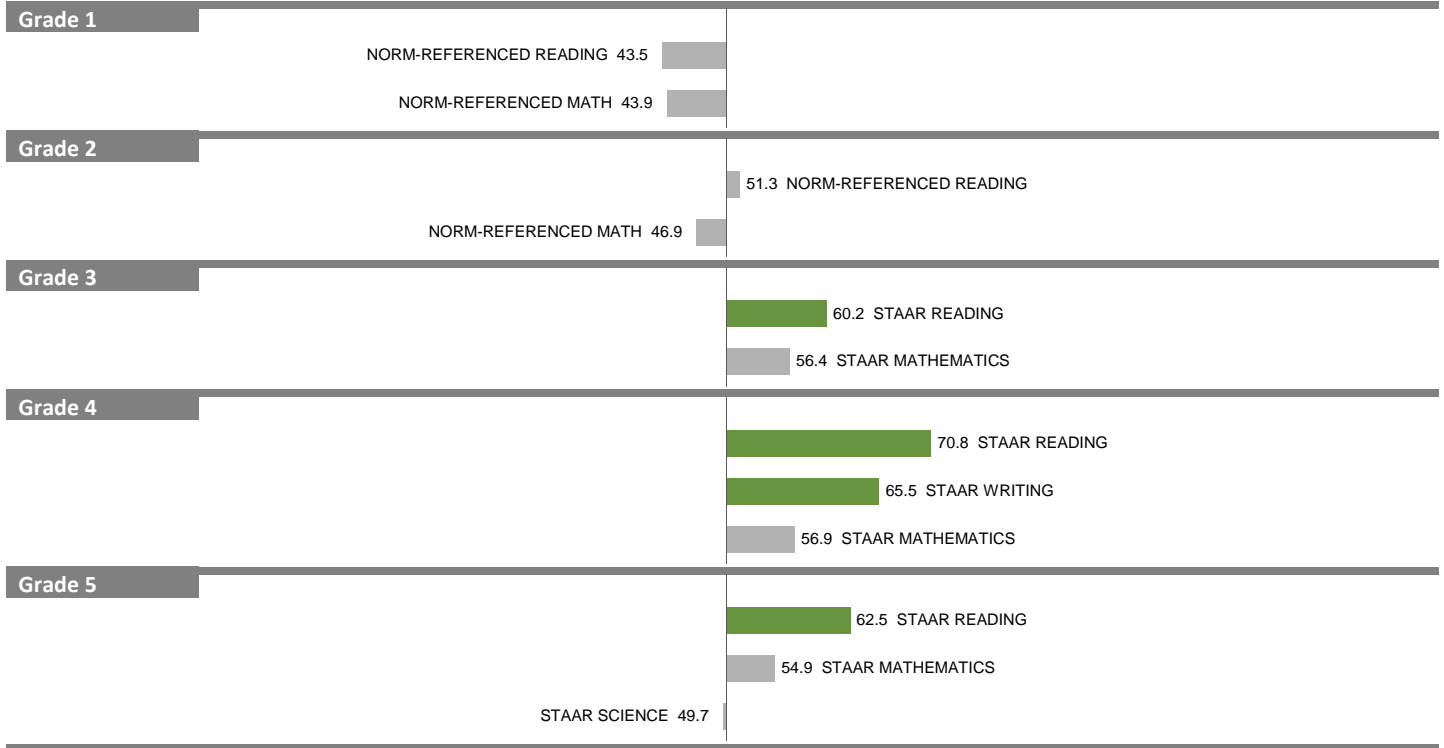 Grade 1
NORM-REFERENCED READING 43.5
NORM-REFERENCED MATH 43.9
Grade 2
51.3 NORM-REFERENCED READING
NORM-REFERENCED MATH 46.9
Grade 3
60.2 STAAR READING
56.4 STAAR MATHEMATICS
Grade 4
70.8 STAAR READING
65.5 STAAR WRITING
56.9 STAAR MATHEMATICS
Grade 5
62.5 STAAR READING
54.9 STAAR MATHEMATICS
STAAR SCIENCE 49.7